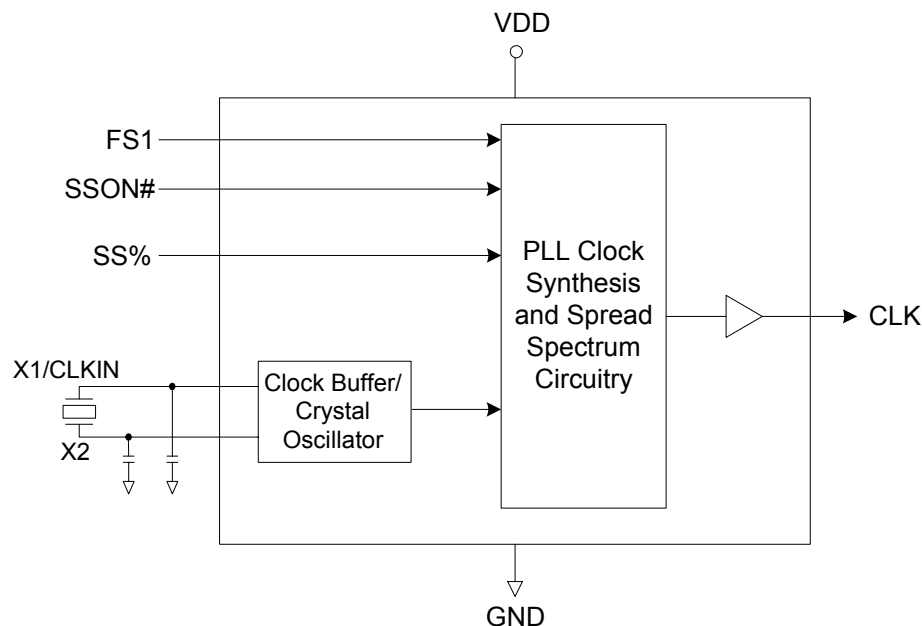 VDD
FS1
SSON#
SS%
PLL Clock
Synthesis
and Spread
Spectrum
Circuitry
CLK
X1/CLKIN
X2
Clock Buffer/
Crystal
Oscillator
GND